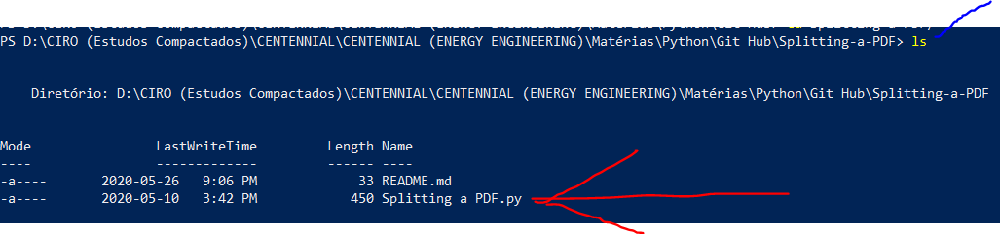 PS D:\CIRO (Estudos Compactados)\CENTENNIAL\CENTENNIAL (ENERGY ENGINEERING)\Matérias\Python\Git Hub\Splitting-a-PDF> ls
Diretório: D:\CIRO (Estudos Compactados)\CENTENNIAL\CENTENNIAL (ENERGY ENGINEERING)\Matérias\Python\Git Hub\Splitting-a-PDF
Mode LastWriteTime Length Name
---- ------------- ------ ----
-a---- 2020-05-26 9:06 PM 33 README.md
-a---- 2020-05-10 3:42 PM 450 Splitting a PDF.py